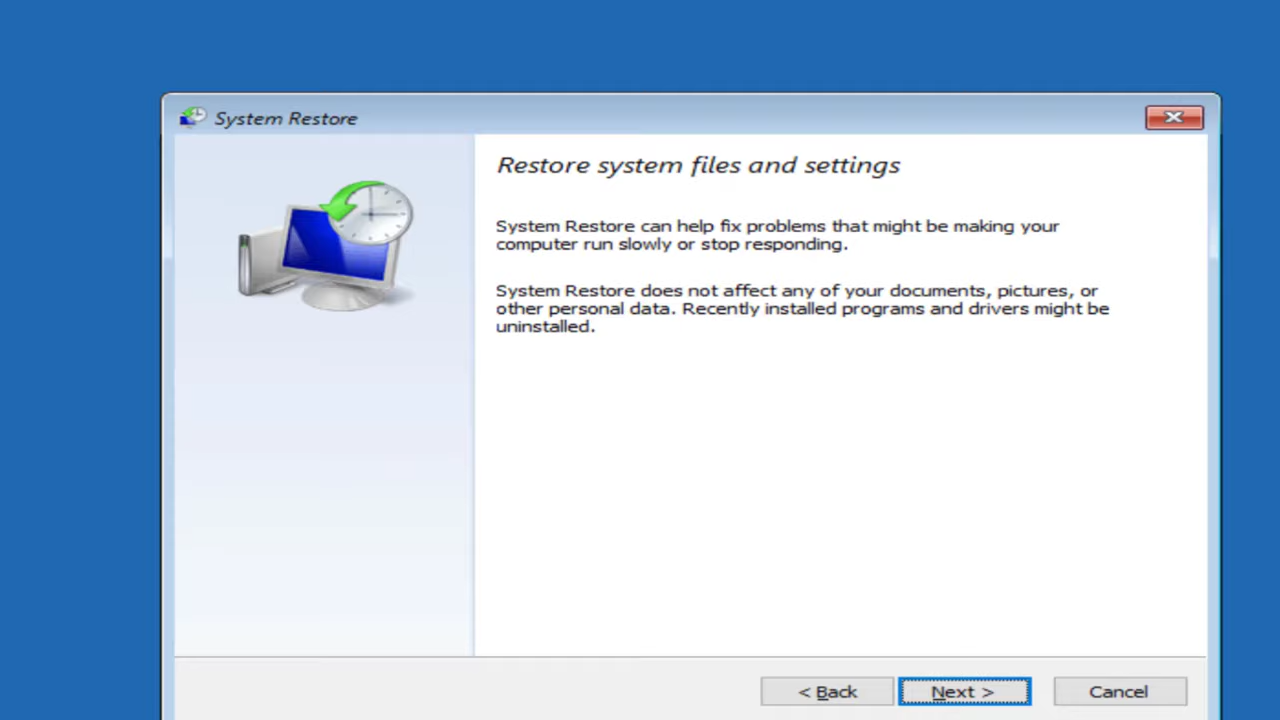 System Restore
Restore system files and settings
System Restore can help fix problems that might be making your
computer run slowly or stop responding.
System Restore does not affect any of your documents, pictures, or
other personal data. Recently installed programs and drivers might be
uninstalled.
< Back Next > Cancel